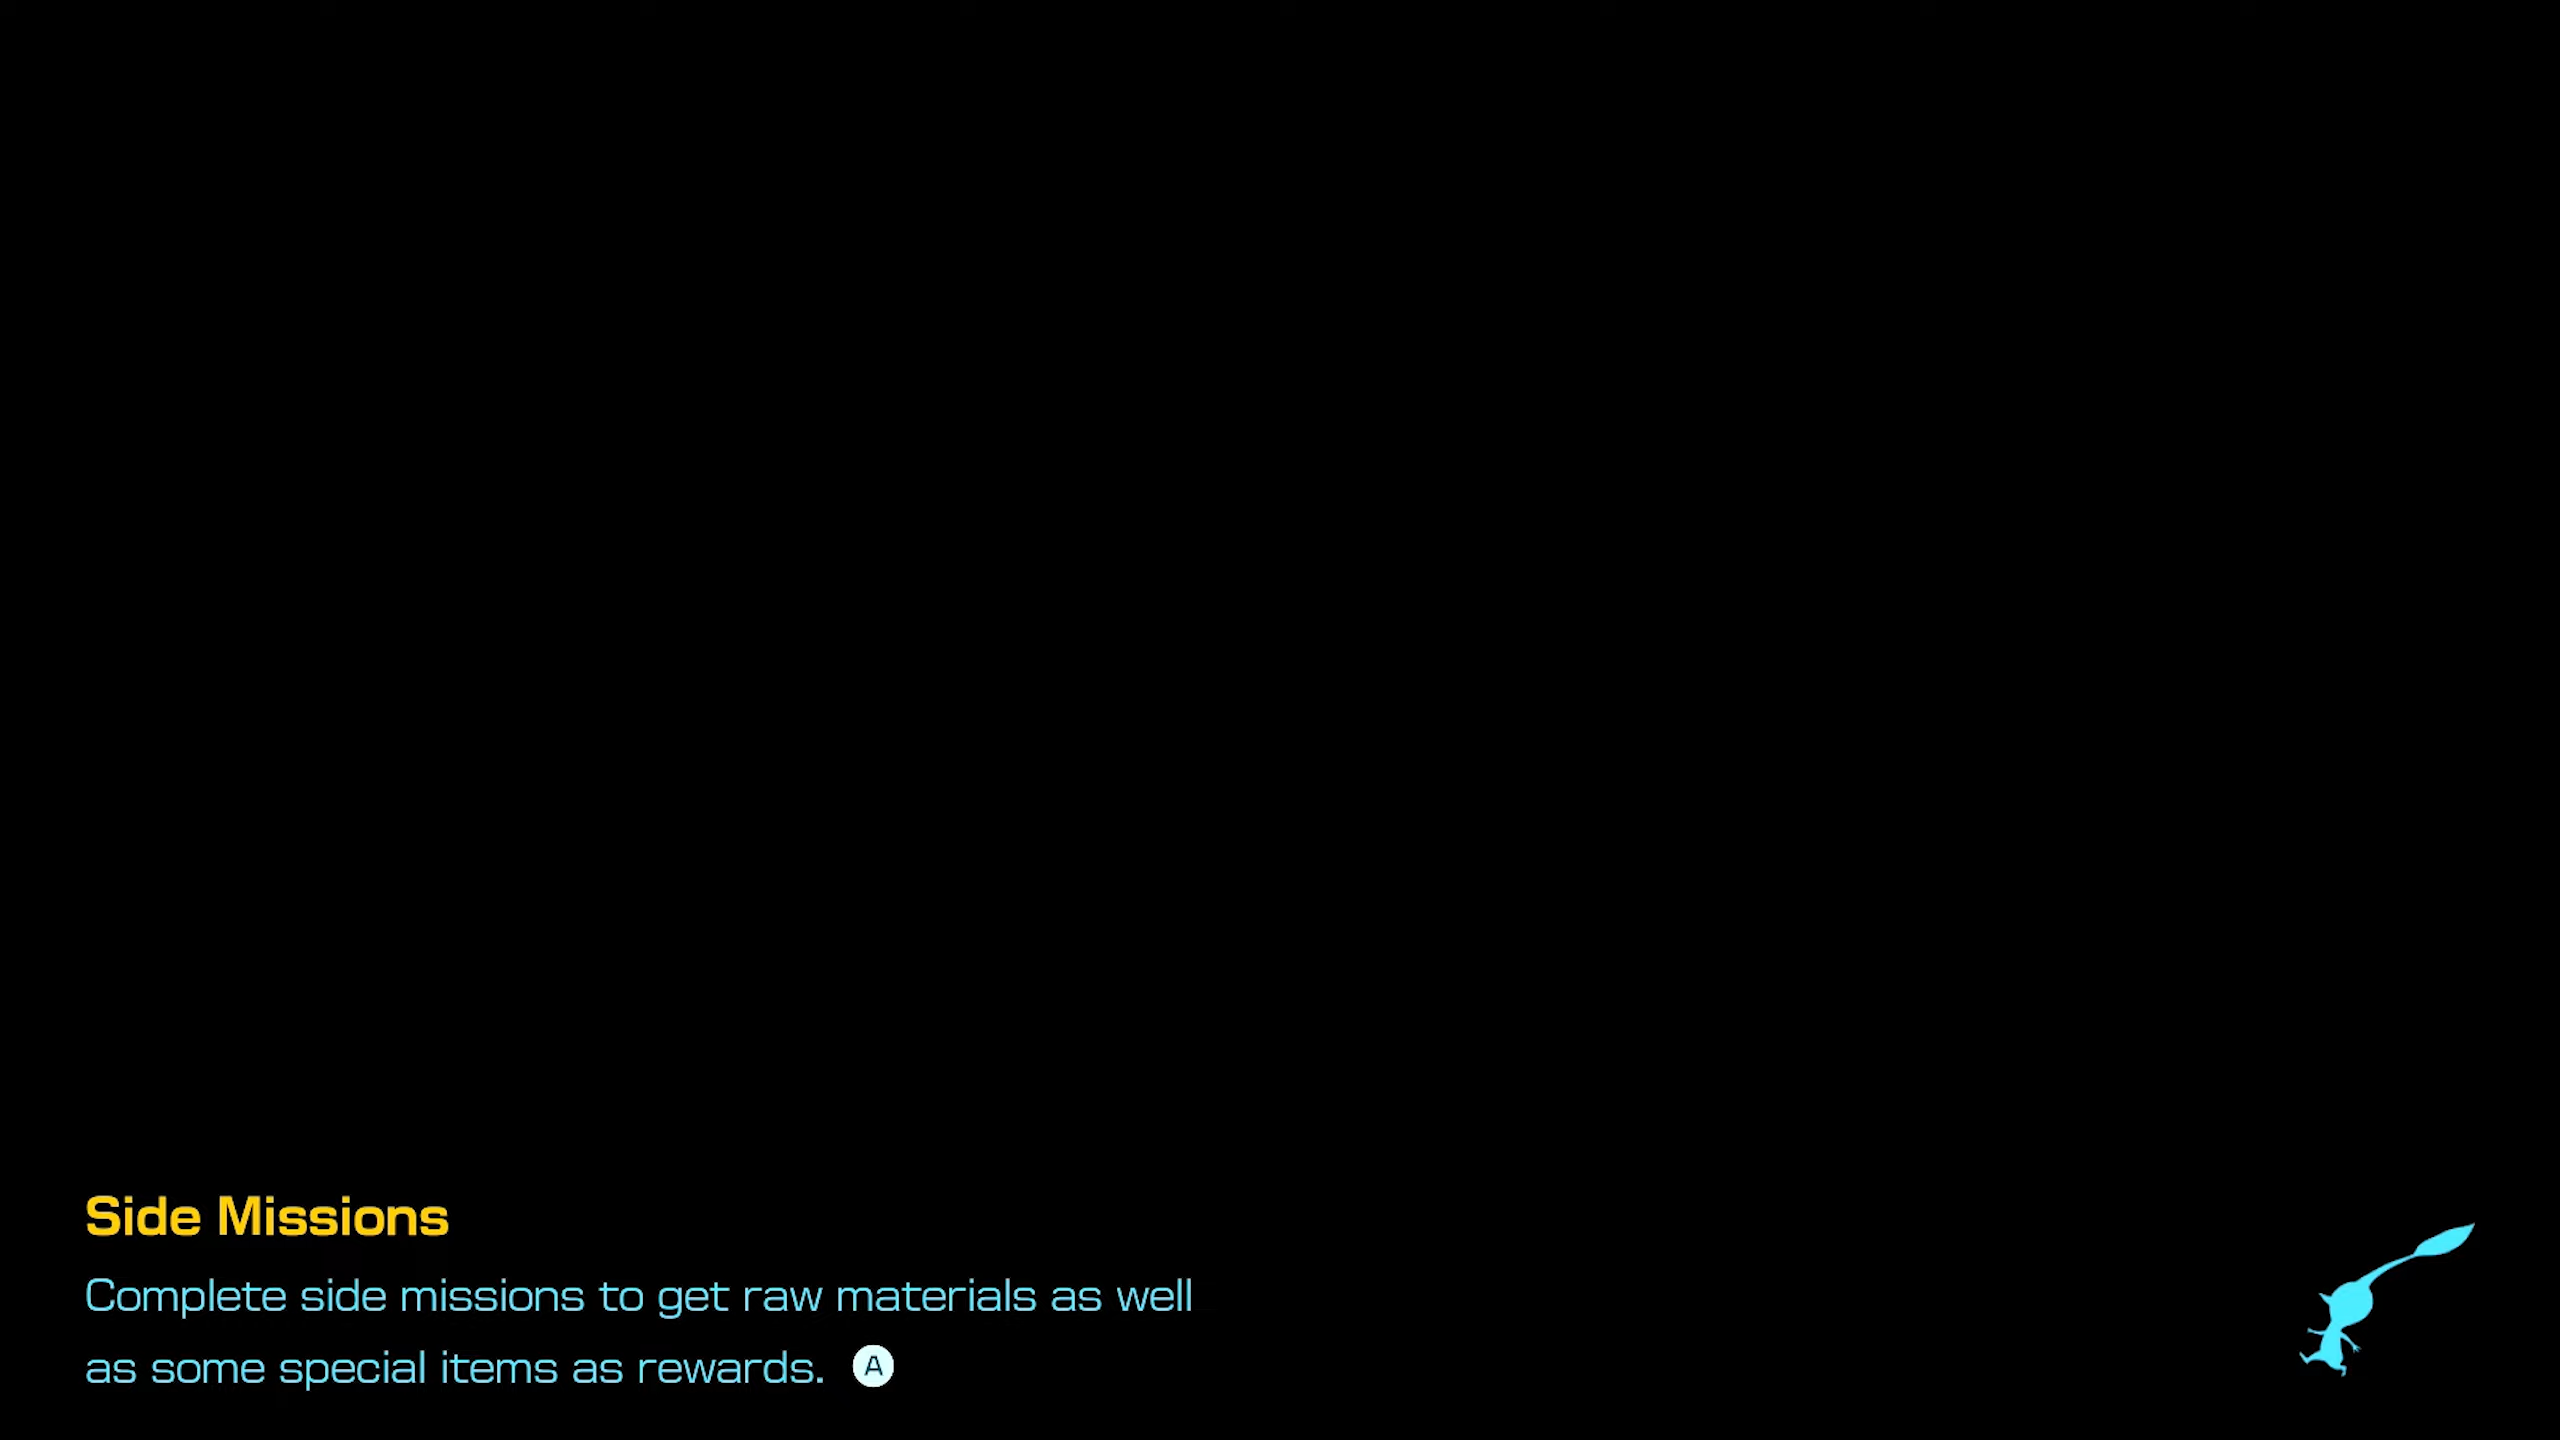 Side Missions
Complete side missions to get raw materials as well
as some special items as rewards. A